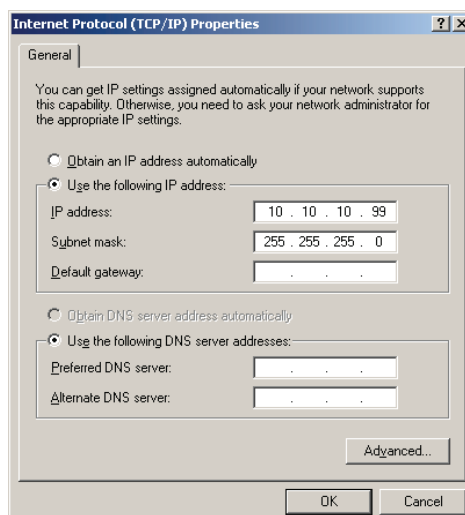 Internet Protocol (TCP/IP) Properties
General
You can get IP settings assigned automatically if your network supports
this capability. Otherwise, you need to ask your network administrator for
the appropriate IP settings.
Obtain an IP address automatically
Use the following IP address:
IP address: 10 . 10 . 10 . 99
Subnet mask: 255 . 255 . 255 . 0
Default gateway: . . .
Obtain DNS server address automatically
Use the following DNS server addresses:
Preferred DNS server: . . .
Alternate DNS server: . . .
Advanced...
OK Cancel